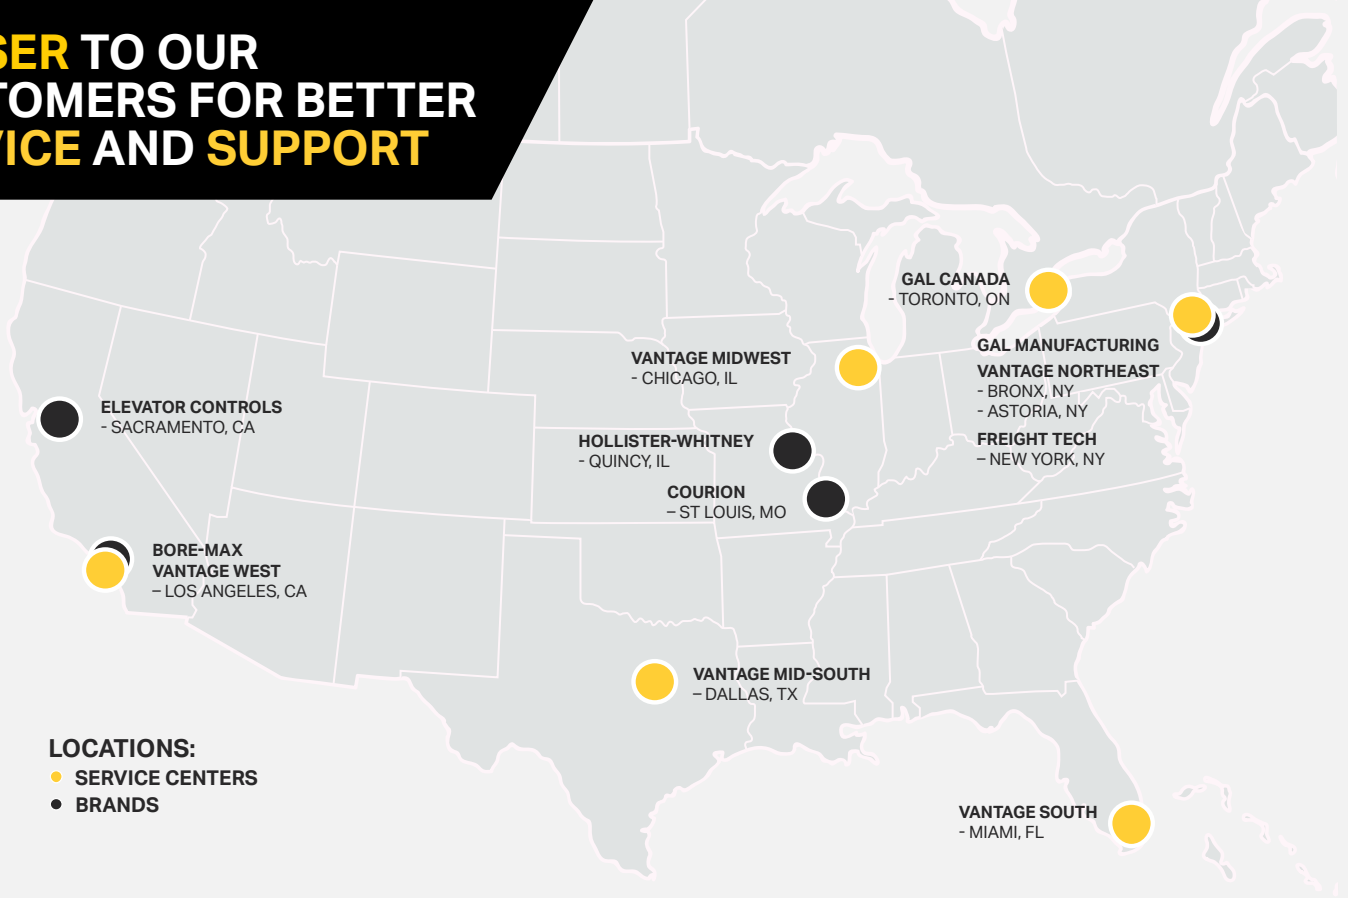 SER TO OUR
TOMERS FOR BETTER
VICE AND SUPPORT
GAL CANADA
- TORONTO, ON
GAL MANUFACTURING
VANTAGE NORTHEAST
- BRONX, NY
- ASTORIA, NY
FREIGHT TECH
– NEW YORK, NY
VANTAGE MIDWEST
- CHICAGO, IL
ELEVATOR CONTROLS
- SACRAMENTO, CA
HOLLISTER-WHITNEY
- QUINCY, IL
COURION
– ST LOUIS, MO
BORE-MAX
VANTAGE WEST
– LOS ANGELES, CA
VANTAGE MID-SOUTH
– DALLAS, TX
LOCATIONS:
SERVICE CENTERS
BRANDS
VANTAGE SOUTH
- MIAMI, FL